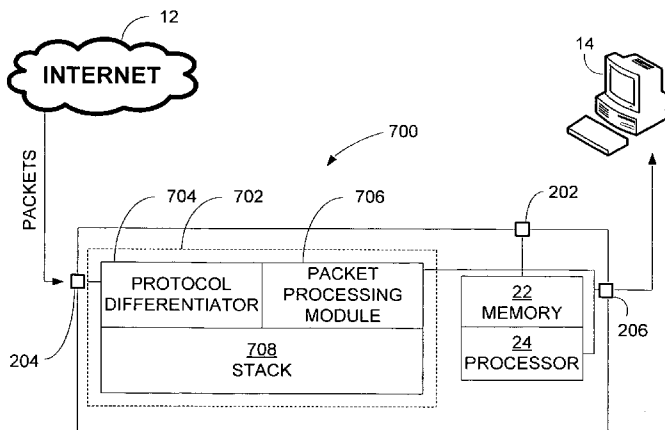 12
INTERNET
14
700
PACKETS
704
702
706
202
PROTOCOL
DIFFERENTIATOR
PACKET
PROCESSING
MODULE
22
MEMORY
24
PROCESSOR
204
206
708
STACK